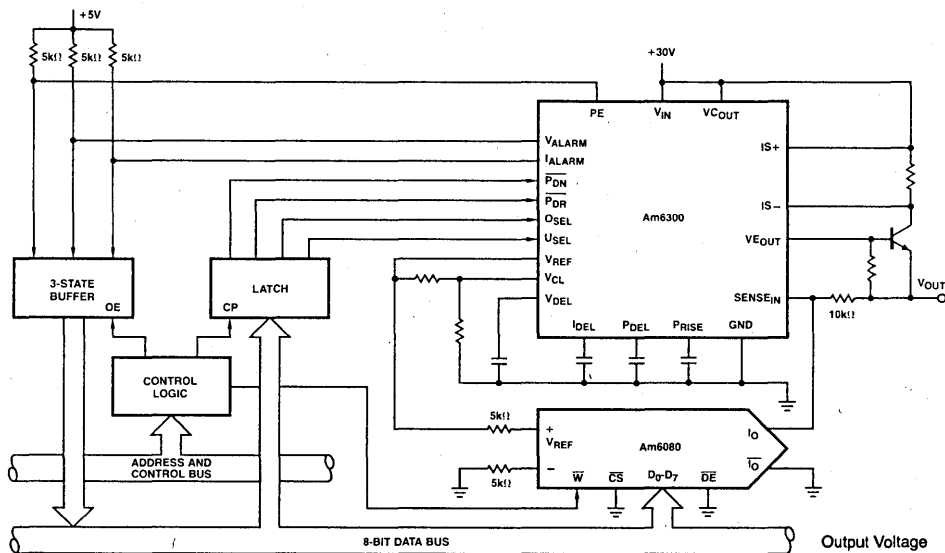 +5V
5kΩ
5kΩ
5kΩ
+30V
PE
V_IN
VC_OUT
V_ALARM
I_ALARM
P_DN
P_DR
O_SEL
U_SEL
V_REF
V_CL
V_DEL
Am6300
IS+
IS−
VE_OUT
SENSE_IN
V_OUT
10kΩ
I_DEL
P_DEL
P_RISE
GND
3-STATE
BUFFER
OE
LATCH
CP
CONTROL
LOGIC
ADDRESS AND
CONTROL BUS
5kΩ
5kΩ
+
V_REF
−
Am6080
I_O
I_O
W
CS
D_0-D_7
DE
8-BIT DATA BUS
Output Voltage